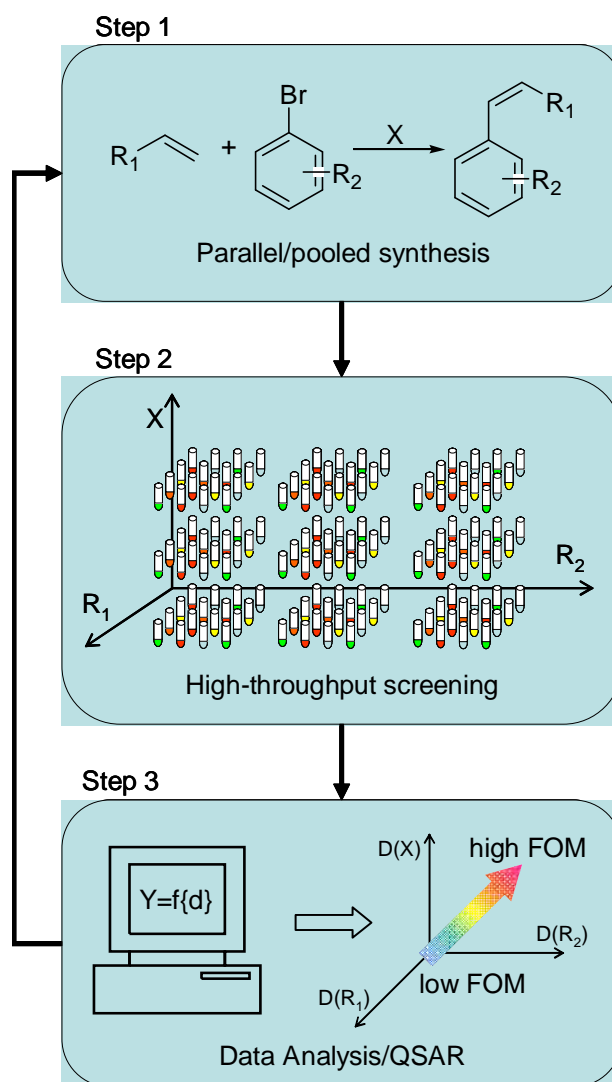 Step 1
Br
R1
R1
+
X
R2
R2
Parallel/pooled synthesis
Step 2
X
R2
R1
High-throughput screening
Step 3
D(X)
high FOM
Y=f{d}
D(R2)
low FOM
D(R1)
Data Analysis/QSAR